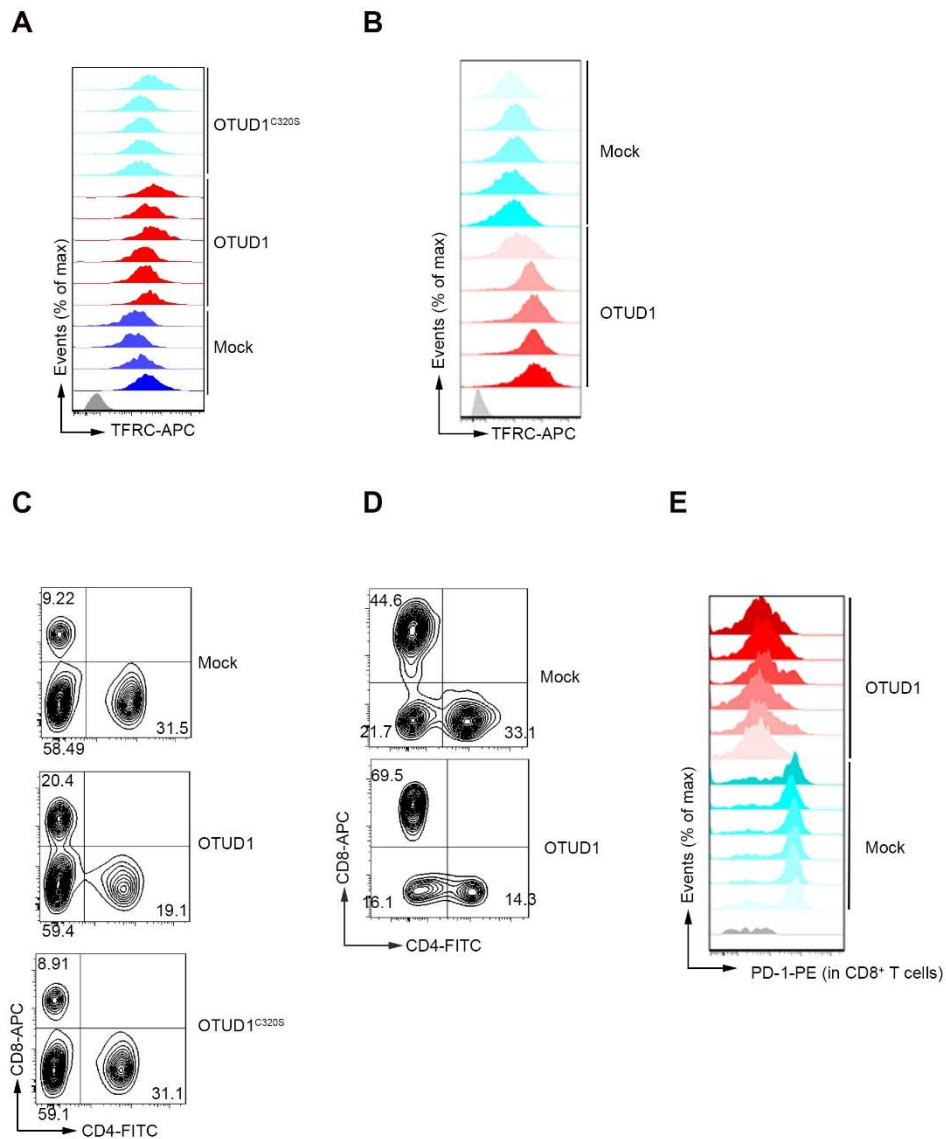 A
OTUD1C320S
OTUD1
Mock
Events (% of max)
TFRC-APC
B
Mock
OTUD1
Events (% of max)
TFRC-APC
C
9.22
58.49
31.5
Mock
20.4
59.4
19.1
OTUD1
8.91
59.1
31.1
OTUD1C320S
CD8-APC
CD4-FITC
D
44.6
21.7
33.1
Mock
69.5
16.1
14.3
OTUD1
CD8-APC
CD4-FITC
E
OTUD1
Mock
Events (% of max)
PD-1-PE (in CD8+ T cells)